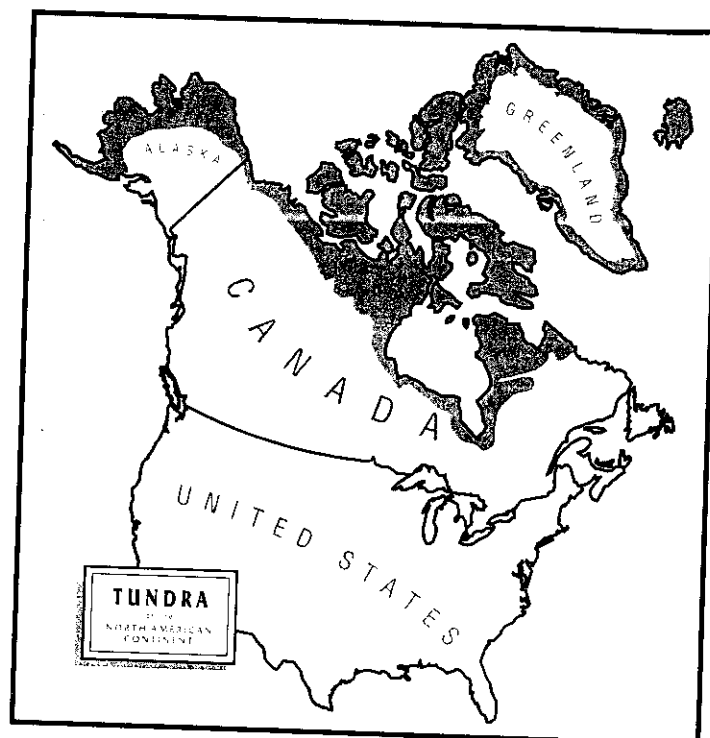 GREENLAND
ALASKA
CANADA
UNITED STATES
TUNDRA
NORTH AMERICAN
CONTINENT